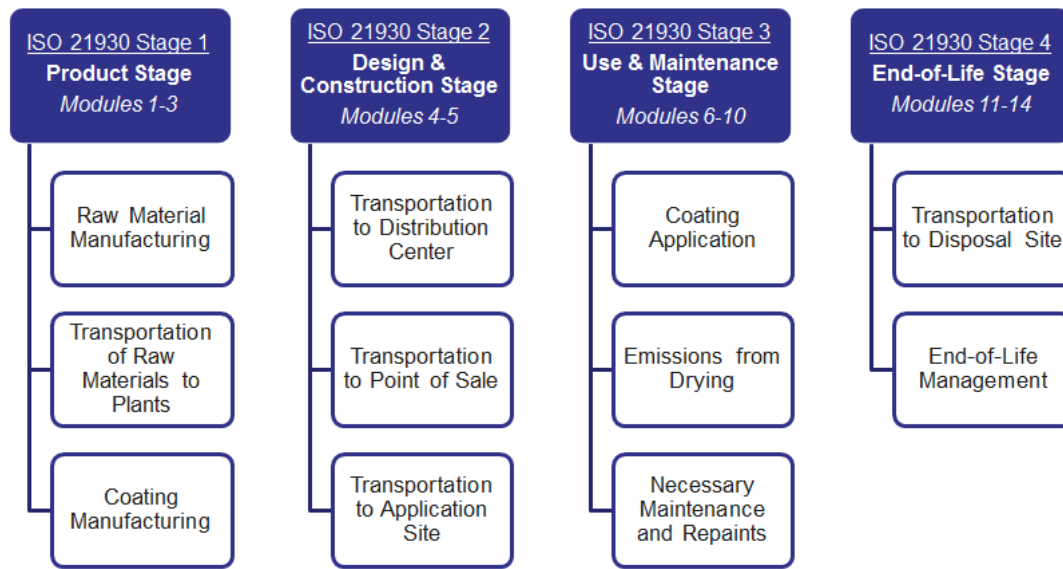 ISO 21930 Stage 1
Product Stage
Modules 1-3
Raw Material
Manufacturing
Transportation
of Raw
Materials to
Plants
Coating
Manufacturing
ISO 21930 Stage 2
Design &
Construction Stage
Modules 4-5
Transportation
to Distribution
Center
Transportation
to Point of Sale
Transportation
to Application
Site
ISO 21930 Stage 3
Use & Maintenance
Stage
Modules 6-10
Coating
Application
Emissions from
Drying
Necessary
Maintenance
and Repaints
ISO 21930 Stage 4
End-of-Life Stage
Modules 11-14
Transportation
to Disposal Site
End-of-Life
Management